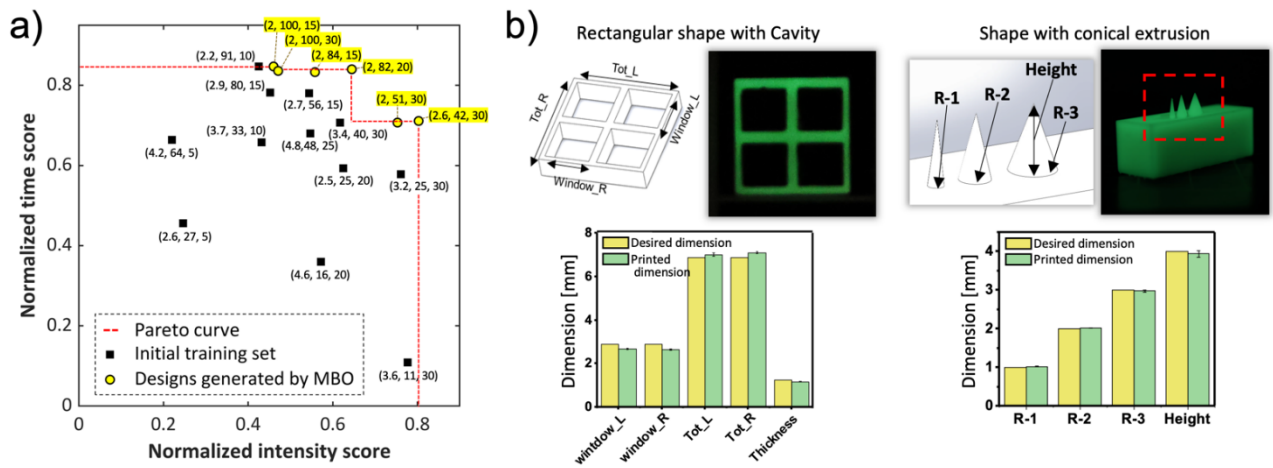 a)
Normalized time score
0.8
0.6
0.4
0.2
0
0
0.2
0.4
0.6
0.8
Normalized intensity score
(2, 100, 15)
(2, 100, 30)
(2, 84, 15)
(2.2, 91, 10)
(2, 82, 20)
(2.9, 80, 15)
(2.7, 56, 15)
(2, 51, 30)
(2.6, 42, 30)
(3.7, 33, 10)
(3.4, 40, 30)
(4.8,48, 25)
(4.2, 64, 5)
(2.5, 25, 20)
(3.2, 25, 30)
(2.6, 27, 5)
(4.6, 16, 20)
(3.6, 11, 30)
Pareto curve
Initial training set
Designs generated by MBO
b)
Rectangular shape with Cavity
Tot_L
Tot_R
Window_L
Window_R
Dimension [mm]
8
6
4
2
0
Desired dimension
Printed dimension
wintdow_L
window_R
Tot_L
Tot_R
Thickness
Shape with conical extrusion
Height
R-1
R-2
R-3
Dimension [mm]
4
3
2
1
0
Desired dimension
Printed dimension
R-1
R-2
R-3
Height